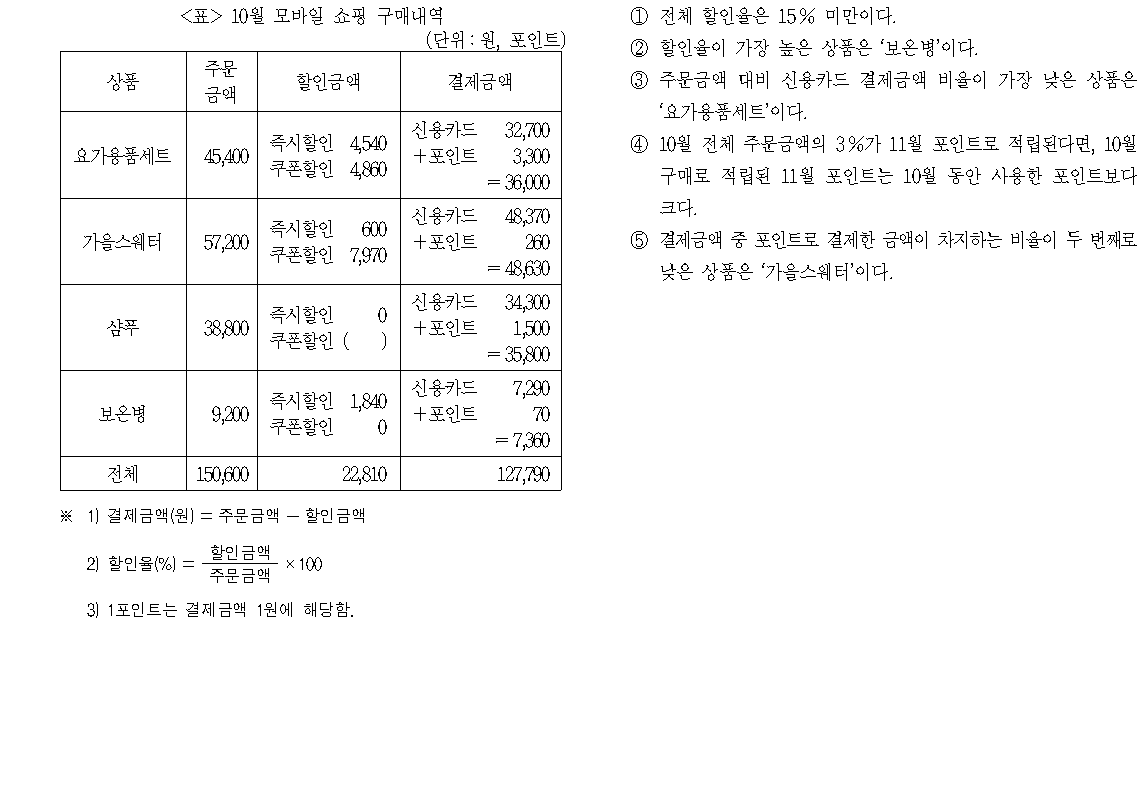 <표> 10월 모바일 쇼핑 구매내역
(단위 : 원, 포인트)
상품
주문
금액
할인금액
결제금액
요가용품세트
45,400
즉시할인 4,540
쿠폰할인 4,860
신용카드 32,700
+포인트 3,300
= 36,000
가을스웨터
57,200
즉시할인 600
쿠폰할인 7,970
신용카드 48,370
+포인트 260
= 48,630
샴푸
38,800
즉시할인 0
쿠폰할인 ( )
신용카드 34,300
+포인트 1,500
= 35,800
보온병
9,200
즉시할인 1,840
쿠폰할인 0
신용카드 7,290
+포인트 70
= 7,360
전체 150,600 22,810 127,790
※ 1) 결제금액(원) = 주문금액 − 할인금액
2) 할인율(%) = 할인금액/주문금액 ×100
3) 1포인트는 결제금액 1원에 해당함.
① 전체 할인율은 15% 미만이다.
② 할인율이 가장 높은 상품은 ‘보온병’이다.
③ 주문금액 대비 신용카드 결제금액 비율이 가장 낮은 상품은
‘요가용품세트’이다.
④ 10월 전체 주문금액의 3%가 11월 포인트로 적립된다면, 10월
구매로 적립된 11월 포인트는 10월 동안 사용한 포인트보다
크다.
⑤ 결제금액 중 포인트로 결제한 금액이 차지하는 비율이 두 번째로
낮은 상품은 ‘가을스웨터’이다.